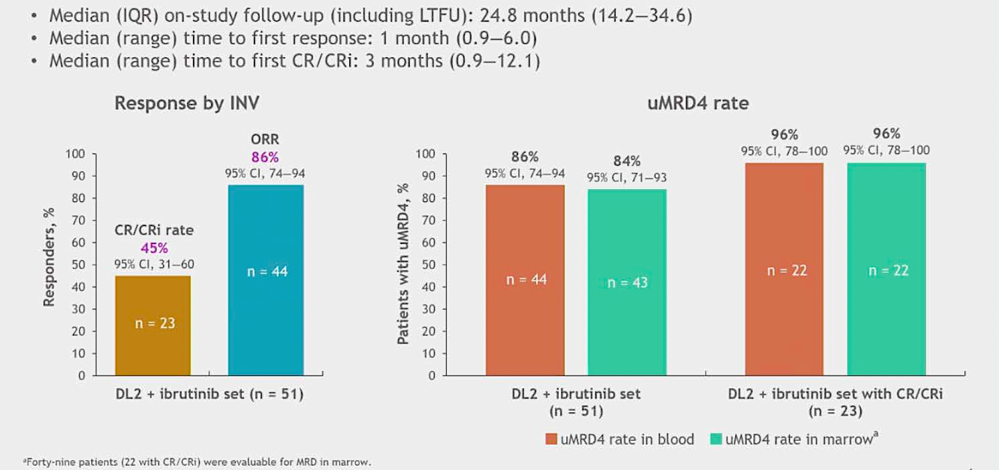 • Median (IQR) on-study follow-up (including LTFU): 24.8 months (14.2–34.6)
• Median (range) time to first response: 1 month (0.9–6.0)
• Median (range) time to first CR/CRi: 3 months (0.9–12.1)
Response by INV
Responders, %
100
90
80
70
60
50
40
30
20
10
0
CR/CRi rate
45%
95% CI, 31–60
n = 23
ORR
86%
95% CI, 74–94
n = 44
DL2 + ibrutinib set (n = 51)
uMRD4 rate
Patients with uMRD4, %
100
90
80
70
60
50
40
30
20
10
0
86%
95% CI, 74–94
n = 44
84%
95% CI, 71–93
n = 43
96%
95% CI, 78–100
n = 22
96%
95% CI, 78–100
n = 22
DL2 + ibrutinib set
(n = 51)
DL2 + ibrutinib set with CR/CRi
(n = 23)
uMRD4 rate in blood
uMRD4 rate in marrowᵃ
ᵃForty-nine patients (22 with CR/CRi) were evaluable for MRD in marrow.